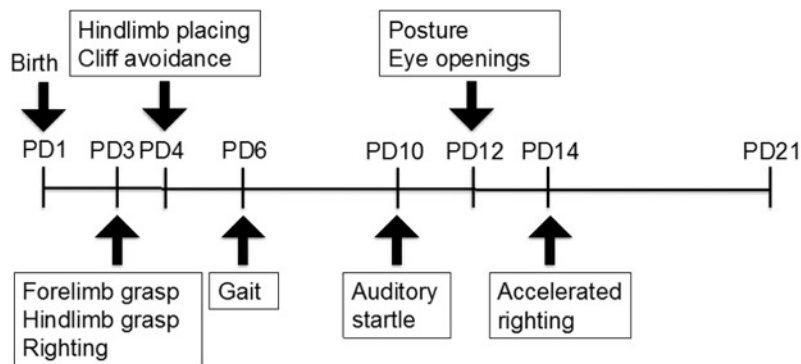 Hindlimb placing
Cliff avoidance
Posture
Eye openings
Birth
PD1 PD3 PD4 PD6 PD10 PD12 PD14 PD21
Forelimb grasp
Hindlimb grasp
Righting
Gait
Auditory
startle
Accelerated
righting